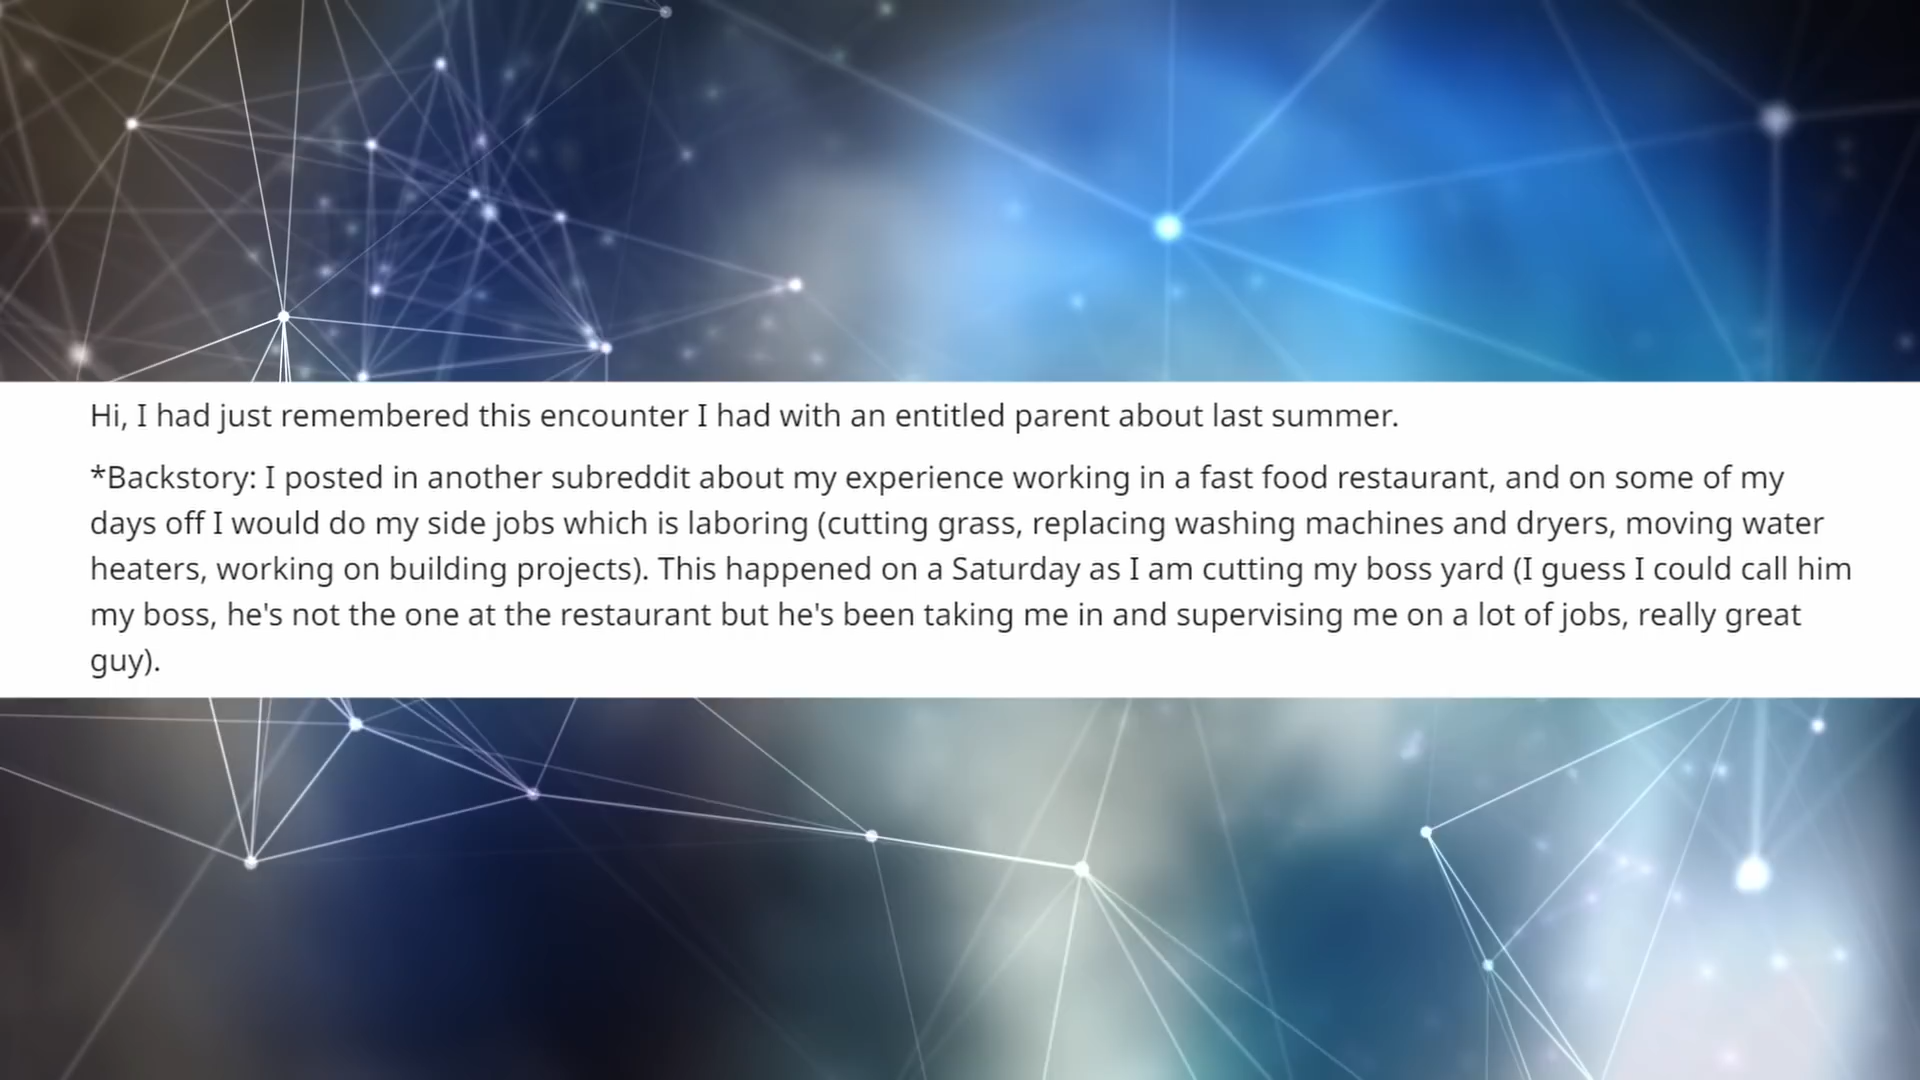 Hi, I had just remembered this encounter I had with an entitled parent about last summer.
*Backstory: I posted in another subreddit about my experience working in a fast food restaurant, and on some of my
days off I would do my side jobs which is laboring (cutting grass, replacing washing machines and dryers, moving water
heaters, working on building projects). This happened on a Saturday as I am cutting my boss yard (I guess I could call him
my boss, he's not the one at the restaurant but he's been taking me in and supervising me on a lot of jobs, really great
guy).